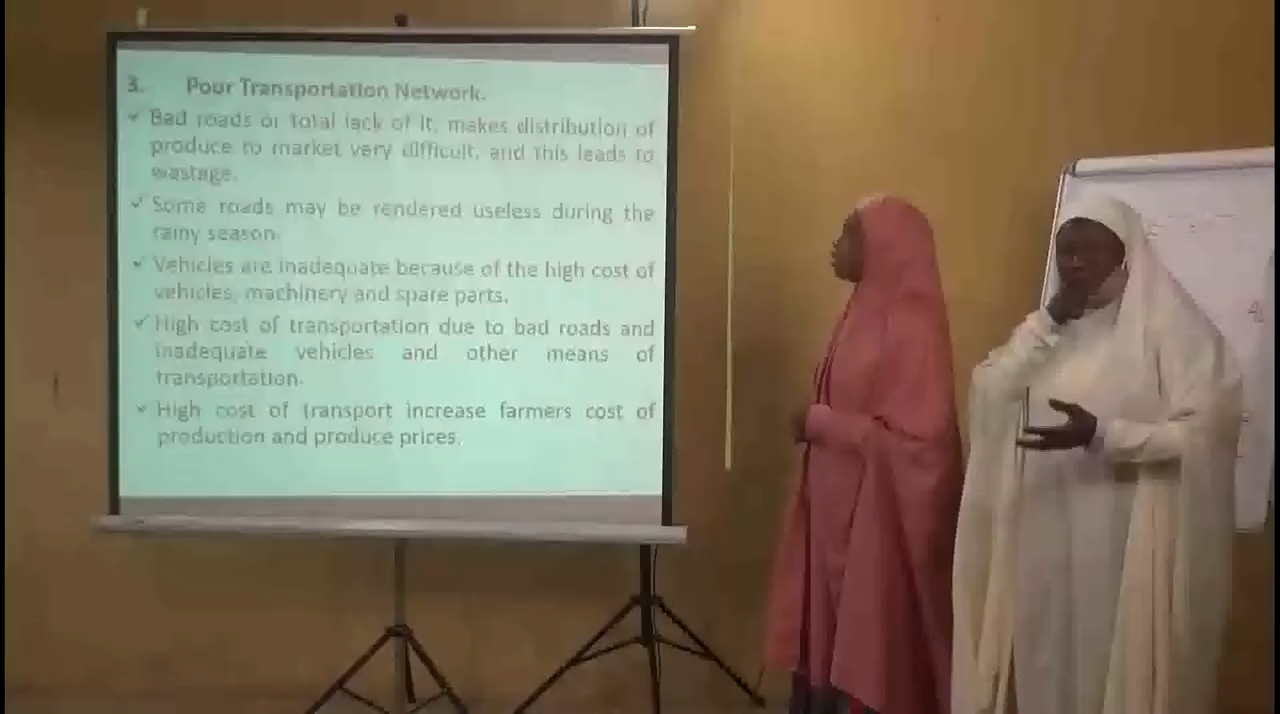 3. Pour Transportation Network.
✓ Bad roads or total lack of it, makes distribution of
produce to market very difficult, and this leads to
wastage.
✓ Some roads may be rendered useless during the
rainy season.
✓ Vehicles are inadequate because of the high cost of
vehicles, machinery and spare parts.
✓ High cost of transportation due to bad roads and
inadequate vehicles and other means of
transportation.
✓ High cost of transport increase farmers cost of
production and produce prices.